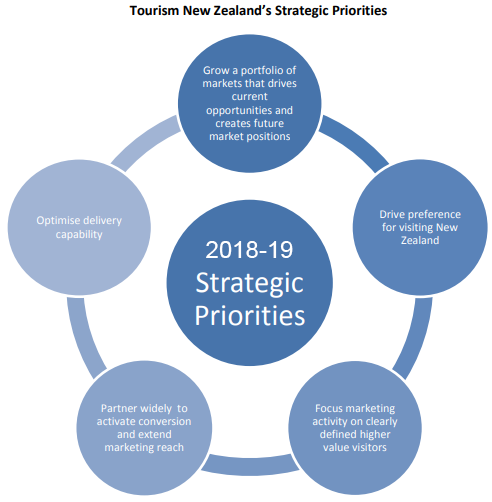 Tourism New Zealand's Strategic Priorities
Grow a portfolio of
markets that drives
current
opportunities and
creates future
market positions
Drive preference
for visiting New
Zealand
Focus marketing
activity on clearly
defined higher
value visitors
Partner widely to
activate conversion
and extend
marketing reach
Optimise delivery
capability
2018-19
Strategic
Priorities